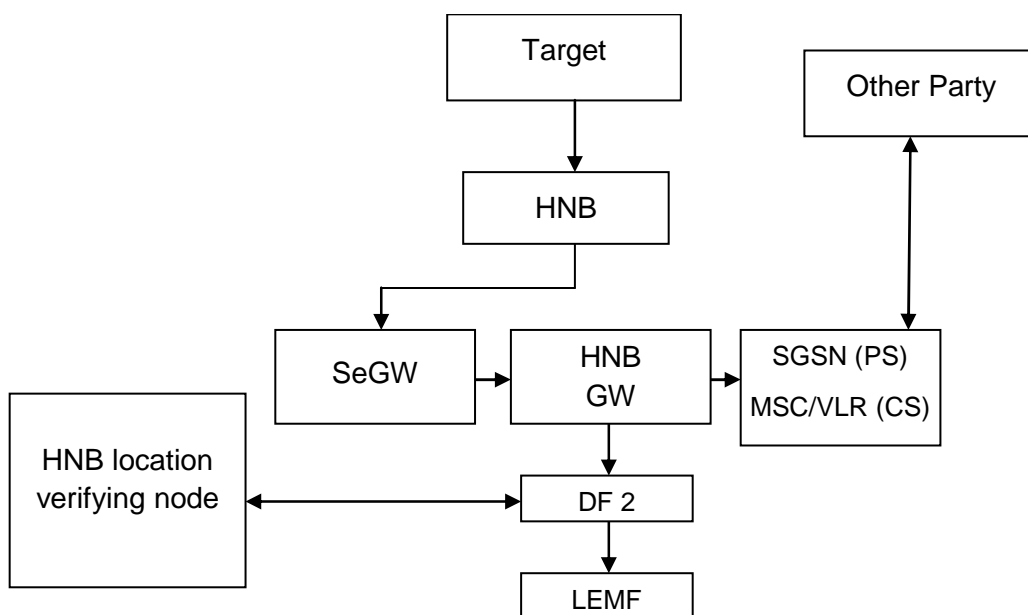 Target
Other Party
HNB
SeGW
HNB
GW
SGSN (PS)
MSC/VLR (CS)
HNB location
verifying node
DF 2
LEMF